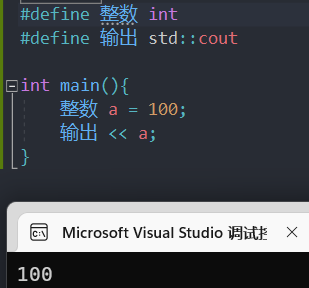 #define 整数 int
#define 输出 std::cout
int main(){
    整数 a = 100;
    输出 << a;
}
Microsoft Visual Studio 调试
100